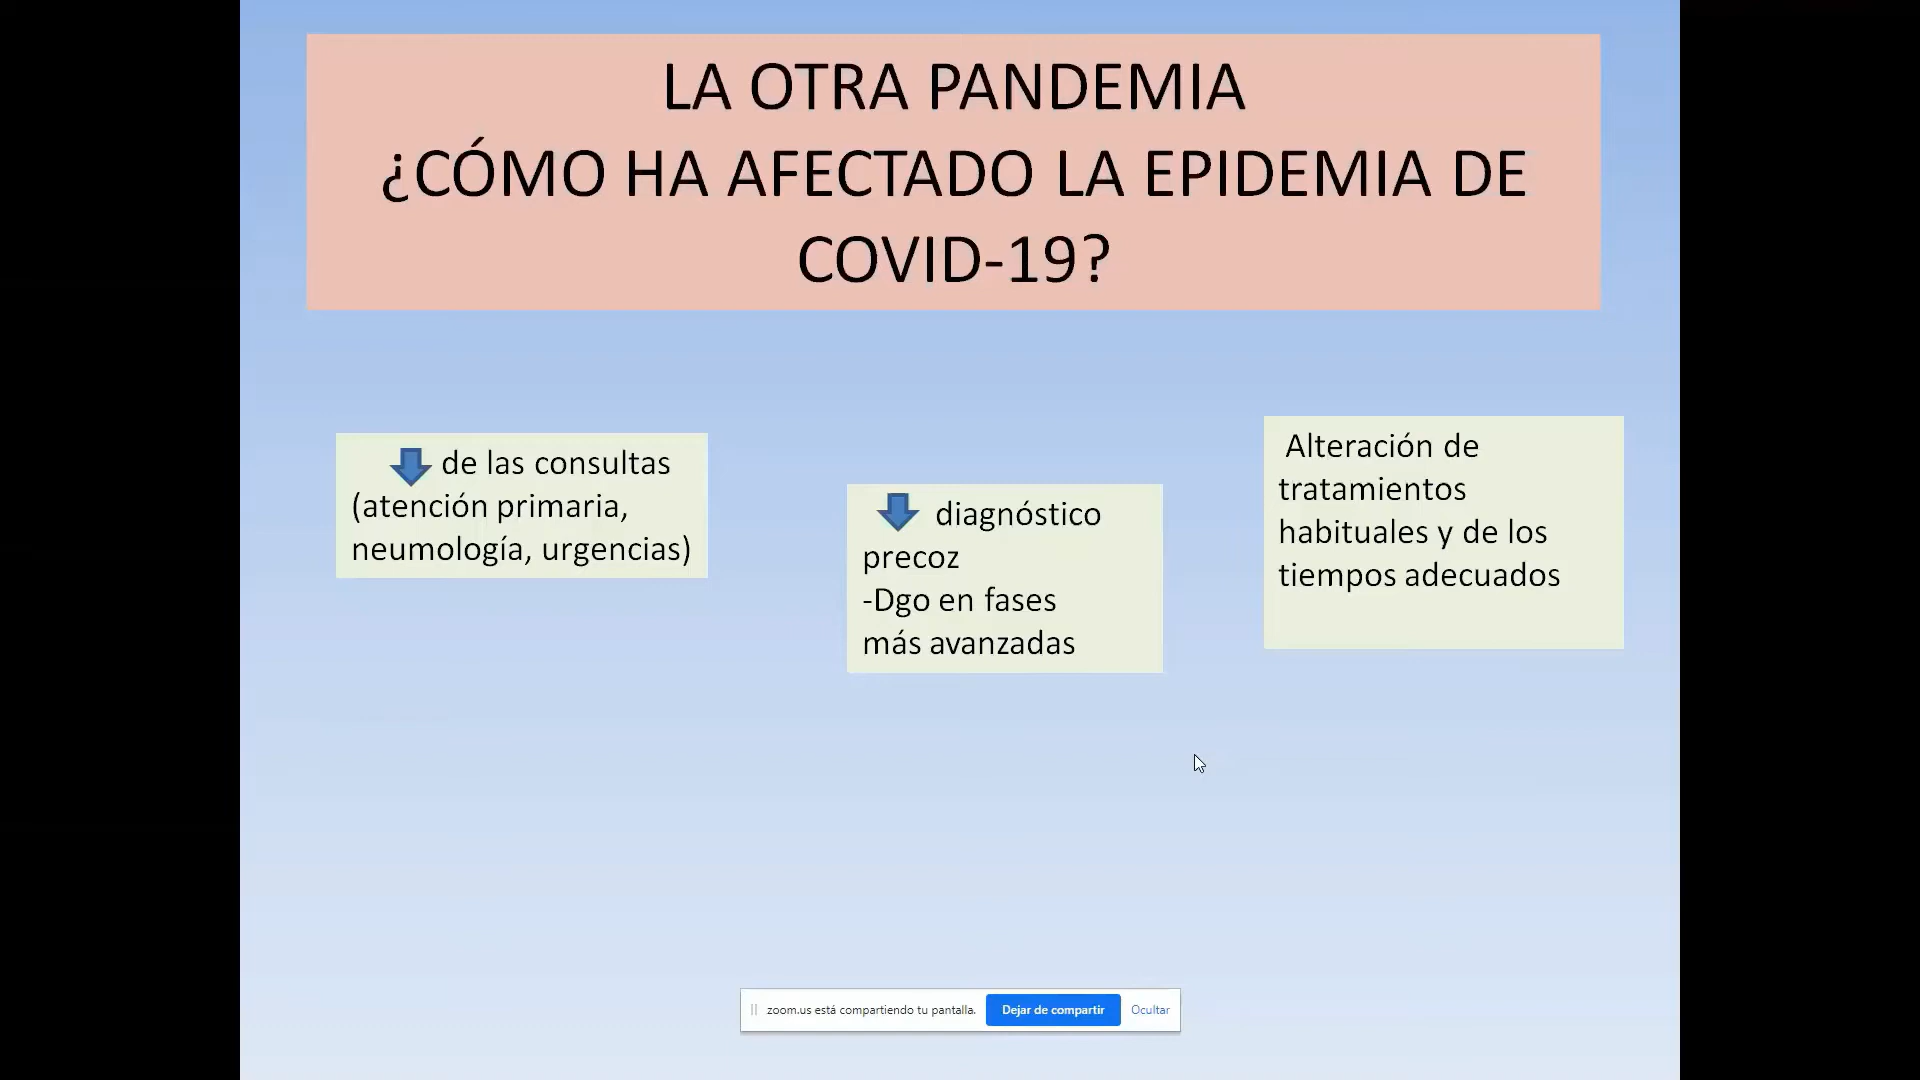 LA OTRA PANDEMIA
¿CÓMO HA AFECTADO LA EPIDEMIA DE
COVID-19?
de las consultas
(atención primaria,
neumología, urgencias)
diagnóstico
precoz
-Dgo en fases
más avanzadas
Alteración de
tratamientos
habituales y de los
tiempos adecuados
zoom.us está compartiendo tu pantalla.
Dejar de compartir
Ocultar